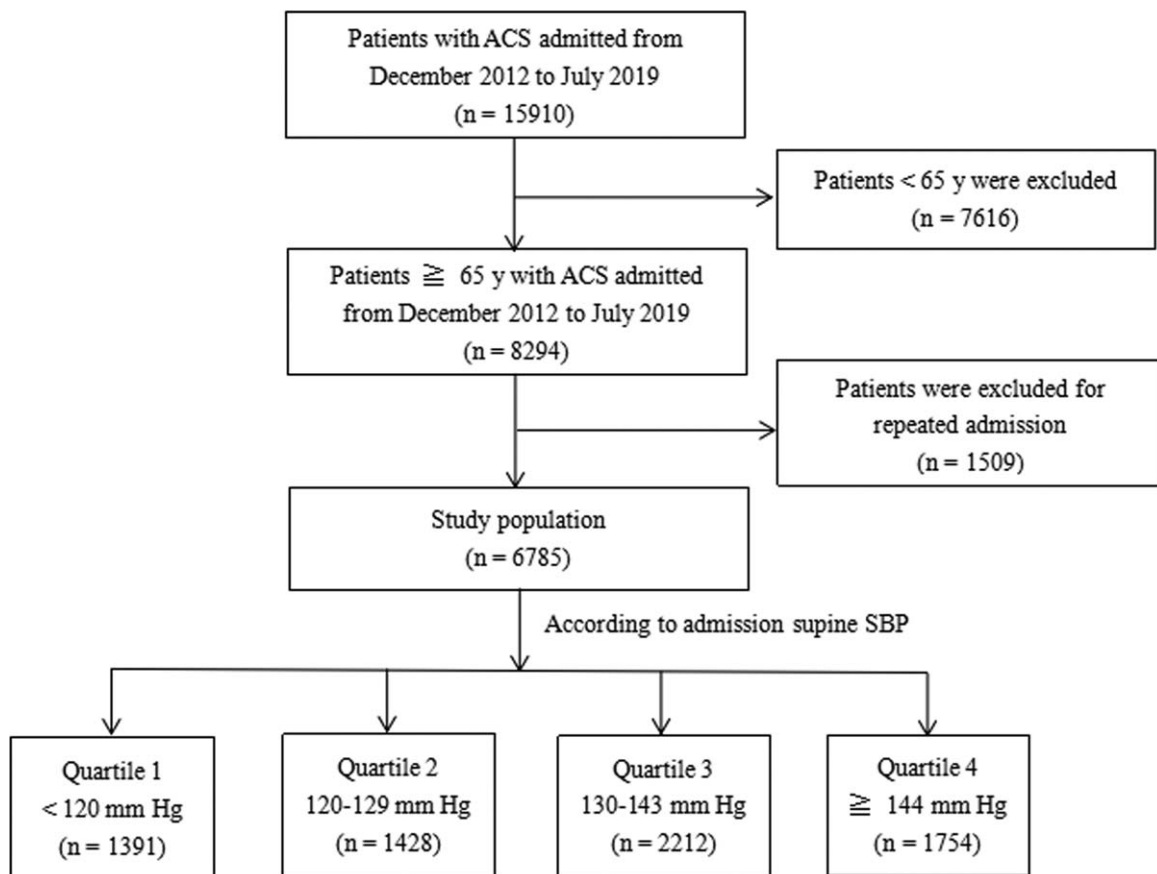 Patients with ACS admitted from
December 2012 to July 2019
(n = 15910)
Patients < 65 y were excluded
(n = 7616)
Patients ≧ 65 y with ACS admitted
from December 2012 to July 2019
(n = 8294)
Patients were excluded for
repeated admission
(n = 1509)
Study population
(n = 6785)
According to admission supine SBP
Quartile 1
< 120 mm Hg
(n = 1391)
Quartile 2
120-129 mm Hg
(n = 1428)
Quartile 3
130-143 mm Hg
(n = 2212)
Quartile 4
≧ 144 mm Hg
(n = 1754)